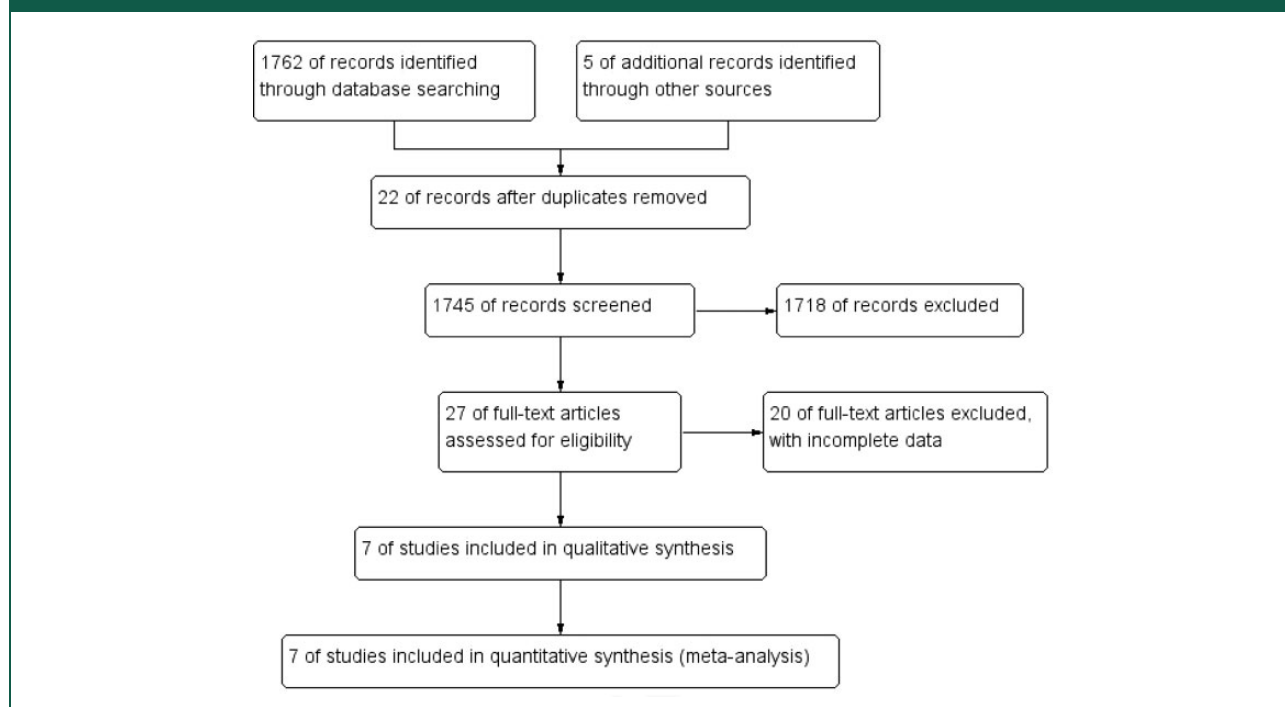 1762 of records identified
through database searching
5 of additional records identified
through other sources
22 of records after duplicates removed
1745 of records screened
1718 of records excluded
27 of full-text articles
assessed for eligibility
20 of full-text articles excluded,
with incomplete data
7 of studies included in qualitative synthesis
7 of studies included in quantitative synthesis (meta-analysis)